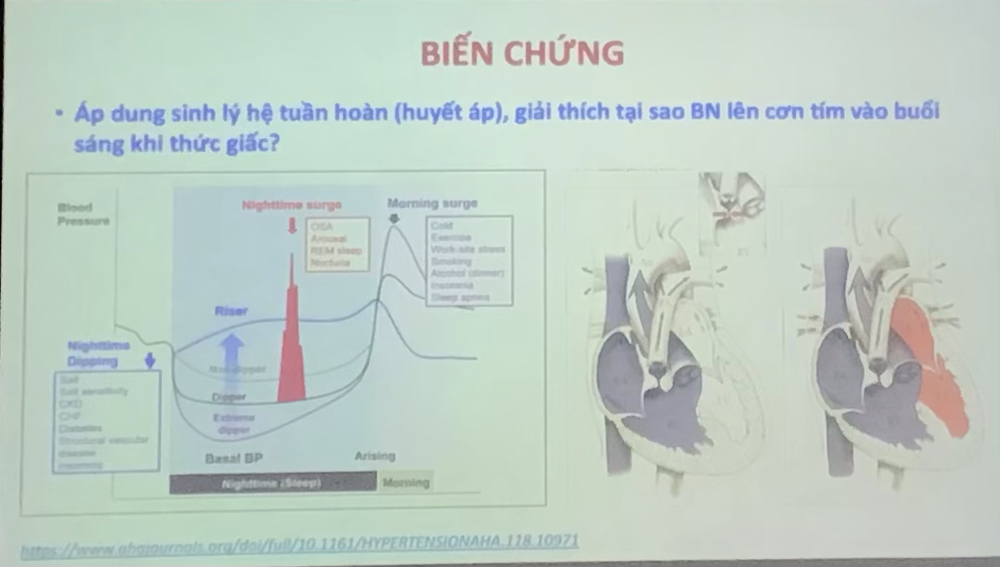 BIẾN CHỨNG
• Áp dung sinh lý hệ tuần hoàn (huyết áp), giải thích tại sao BN lên cơn tím vào buổi
sáng khi thức giấc?
Blood
Pressure
Nighttime surge
OSA
Arousal
REM sleep
Nocturia
Morning surge
Cold
Exercise
Work-site stress
Smoking
Alcohol (dinner)
Insomnia
Sleep apnea
Riser
Nighttime
Dipping
Salt
Salt sensitivity
CKD
CHF
Diabetes
Structural vascular
disease
Insomnia
Non-dipper
Dipper
Extreme
dipper
Basal BP
Arising
Nighttime (Sleep)
Morning
https://www.ahajournals.org/doi/full/10.1161/HYPERTENSIONAHA.118.10971